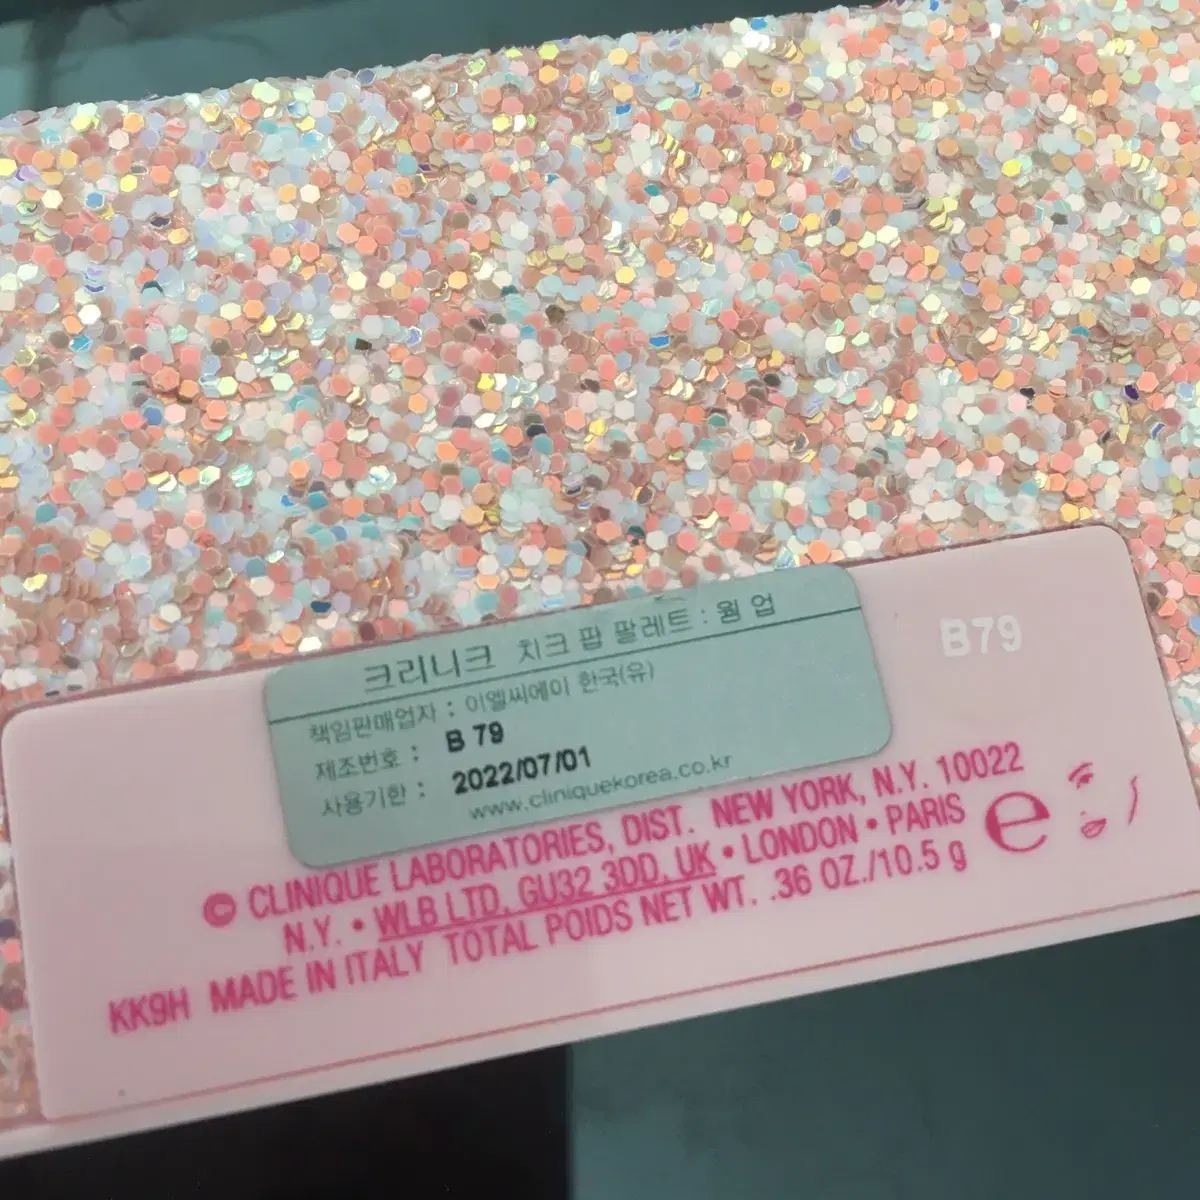 크리니크 치크 팝 팔레트 : 웜 업
책임판매업자 : 이엘씨에이 한국(유)
제조번호 : B 79
사용기한 : 2022/07/01
www.cliniquekorea.co.kr
B79
© CLINIQUE LABORATORIES, DIST. NEW YORK, N.Y. 10022
N.Y. • WLB LTD, GU32 3DD, UK • LONDON • PARIS
KK9H MADE IN ITALY TOTAL POIDS NET WT. .36 OZ./10.5 g
e